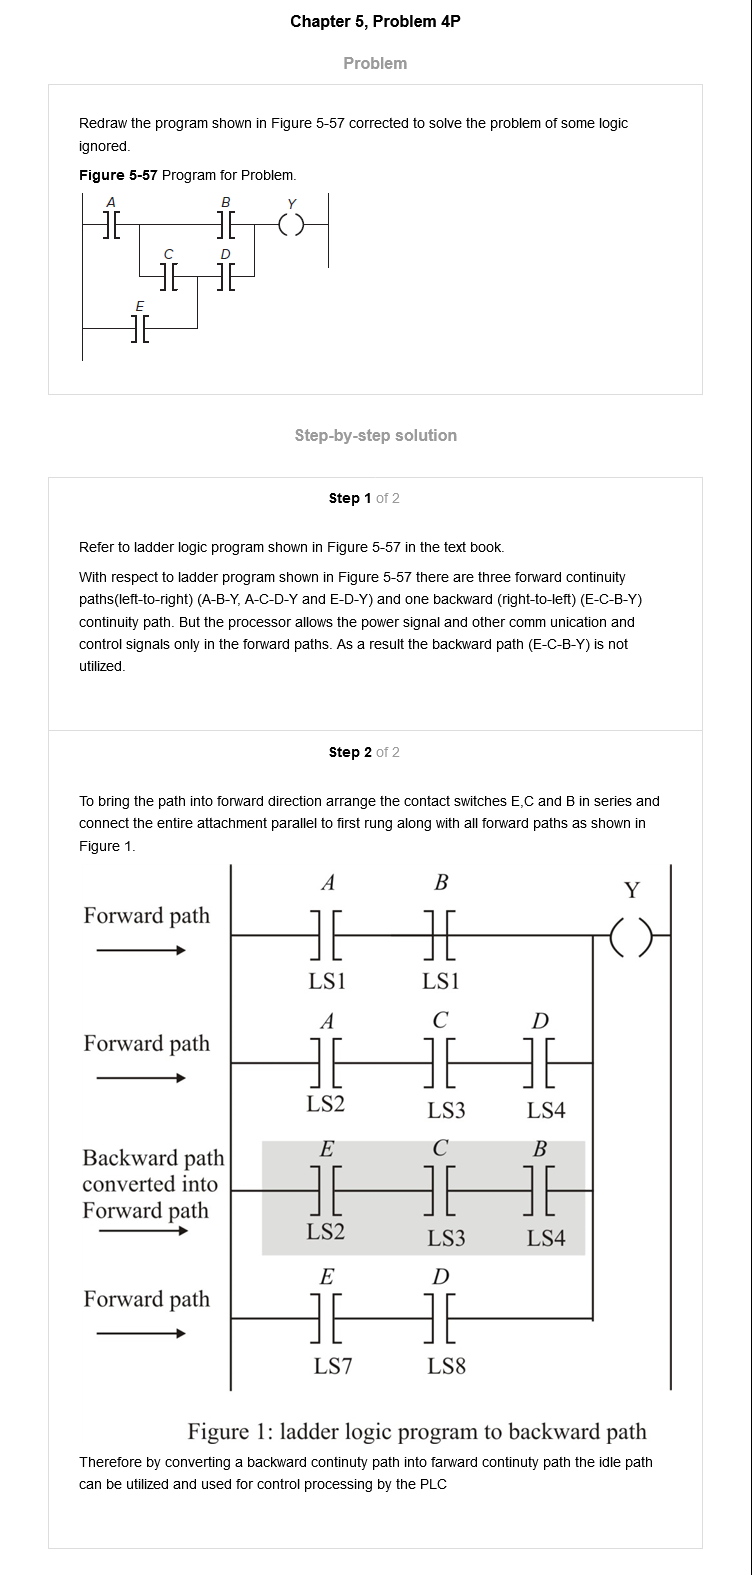 Chapter 5, Problem 4P
Problem
Redraw the program shown in Figure 5-57 corrected to solve the problem of some logic
ignored.
Figure 5-57 Program for Problem.
A B Y
C D
E
Step-by-step solution
Step 1 of 2
Refer to ladder logic program shown in Figure 5-57 in the text book.
With respect to ladder program shown in Figure 5-57 there are three forward continuity
paths(left-to-right) (A-B-Y, A-C-D-Y and E-D-Y) and one backward (right-to-left) (E-C-B-Y)
continuity path. But the processor allows the power signal and other comm unication and
control signals only in the forward paths. As a result the backward path (E-C-B-Y) is not
utilized.
Step 2 of 2
To bring the path into forward direction arrange the contact switches E,C and B in series and
connect the entire attachment parallel to first rung along with all forward paths as shown in
Figure 1.
A B Y
Forward path
LS1 LS1
A C D
Forward path
LS2 LS3 LS4
E C B
Backward path
converted into
Forward path
LS2 LS3 LS4
E D
Forward path
LS7 LS8
Figure 1: ladder logic program to backward path
Therefore by converting a backward continuty path into farward continuty path the idle path
can be utilized and used for control processing by the PLC